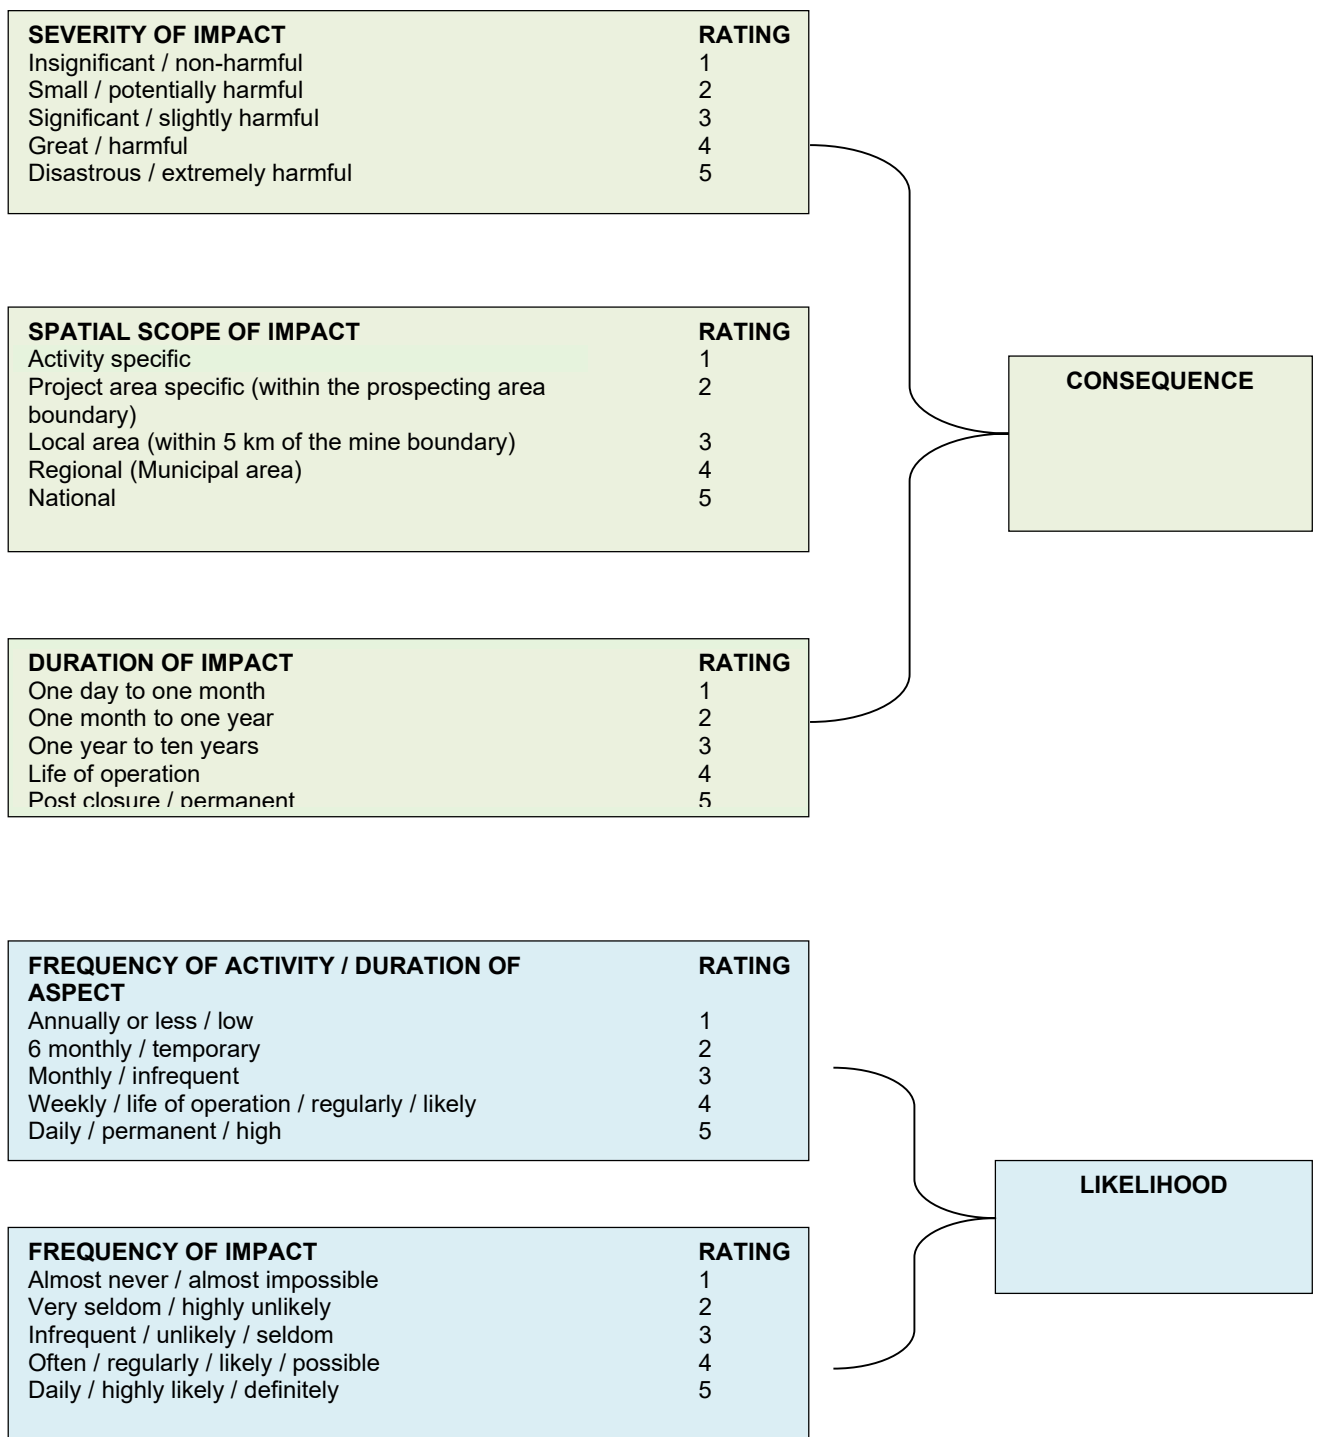 SEVERITY OF IMPACT RATING
Insignificant / non-harmful 1
Small / potentially harmful 2
Significant / slightly harmful 3
Great / harmful 4
Disastrous / extremely harmful 5
SPATIAL SCOPE OF IMPACT RATING
Activity specific 1
Project area specific (within the prospecting area 2
boundary)
Local area (within 5 km of the mine boundary) 3
Regional (Municipal area) 4
National 5
CONSEQUENCE
DURATION OF IMPACT RATING
One day to one month 1
One month to one year 2
One year to ten years 3
Life of operation 4
Post closure / permanent 5
FREQUENCY OF ACTIVITY / DURATION OF RATING
ASPECT
Annually or less / low 1
6 monthly / temporary 2
Monthly / infrequent 3
Weekly / life of operation / regularly / likely 4
Daily / permanent / high 5
LIKELIHOOD
FREQUENCY OF IMPACT RATING
Almost never / almost impossible 1
Very seldom / highly unlikely 2
Infrequent / unlikely / seldom 3
Often / regularly / likely / possible 4
Daily / highly likely / definitely 5